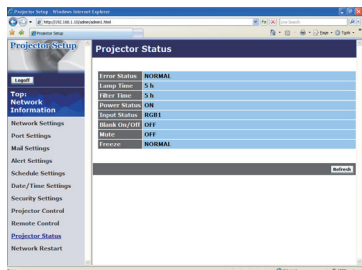 Projector Setup - Windows Internet Explorer
Projector Setup
Projector Setup
Logoff
Top:
Network
Information
Network Settings
Port Settings
Mail Settings
Alert Settings
Schedule Settings
Date/Time Settings
Security Settings
Projector Control
Remote Control
Projector Status
Network Restart
Projector Status
Error Status NORMAL
Lamp Time 5 h
Filter Time 5 h
Power Status ON
Input Status RGB1
Blank On/Off OFF
Mute OFF
Freeze NORMAL
Refresh